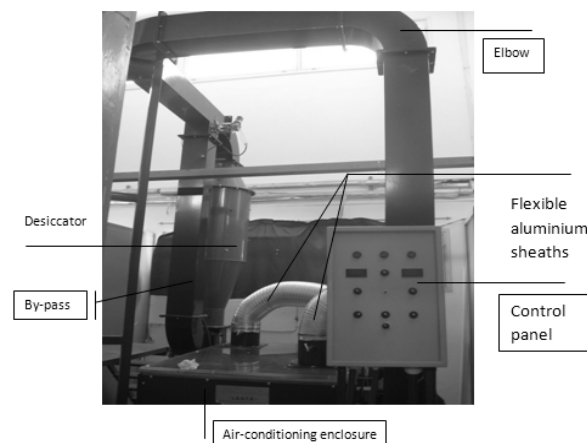 Elbow
Desiccator
Flexible
aluminium
sheaths
By-pass
Control
panel
Air-conditioning enclosure